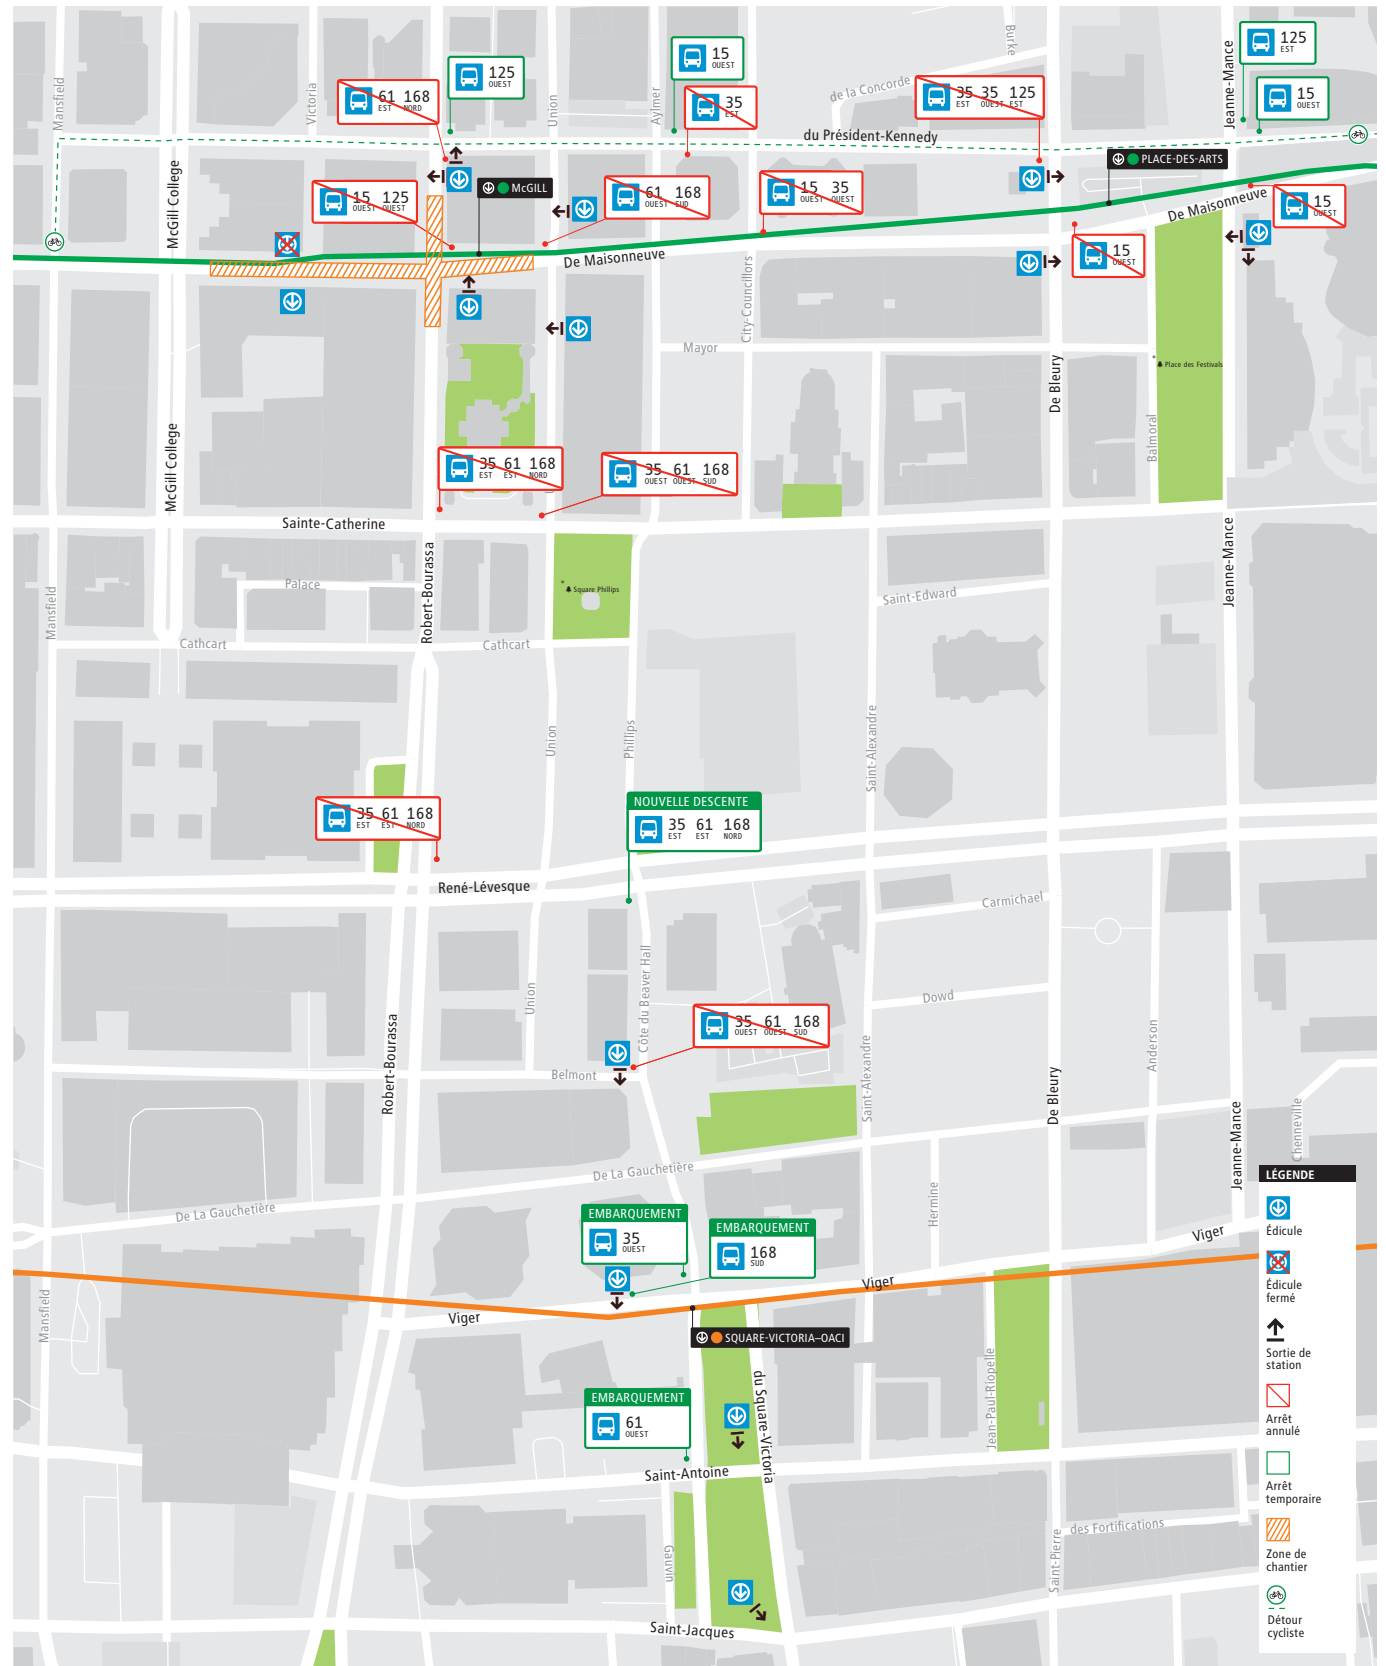 Mansfield
McGill College
Victoria
61 168
EST NORD
125
OUEST
Union
Aylmer
15
OUEST
35
EST
de la Concorde
Burke
35 35 125
EST OUEST EST
Jeanne-Mance
125
EST
15
OUEST
du Président-Kennedy
PLACE-DES-ARTS
McGILL
15 125
OUEST OUEST
61 168
OUEST SUD
15 35
OUEST OUEST
De Maisonneuve
15
OUEST
15
OUEST
De Maisonneuve
City-Councillors
Mayor
De Bleury
Place des Festivals
Balmoral
McGill College
35 61 168
EST EST NORD
35 61 168
OUEST OUEST SUD
Sainte-Catherine
Robert-Bourassa
Jeanne-Mance
Palace
Square Phillips
Saint-Edward
Mansfield
Cathcart
Cathcart
Union
Phillips
Saint-Alexandre
35 61 168
EST EST NORD
NOUVELLE DESCENTE
35 61 168
EST EST NORD
René-Lévesque
Carmichael
Union
Côte du Beaver Hall
Dowd
35 61 168
OUEST OUEST SUD
Robert-Bourassa
Belmont
Saint-Alexandre
De Bleury
Anderson
Jeanne-Mance
Chenneville
De La Gauchetière
De La Gauchetière
Hermine
EMBARQUEMENT
35
OUEST
EMBARQUEMENT
168
SUD
Viger
Viger
Viger
Mansfield
SQUARE-VICTORIA–OACI
du Square-Victoria
Jean-Paul-Riopelle
EMBARQUEMENT
61
OUEST
Saint-Antoine
des Fortifications
Gauvin
Saint-Pierre
Saint-Jacques
LÉGENDE
Édicule
Édicule
fermé
Sortie de
station
Arrêt
annulé
Arrêt
temporaire
Zone de
chantier
Détour
cycliste